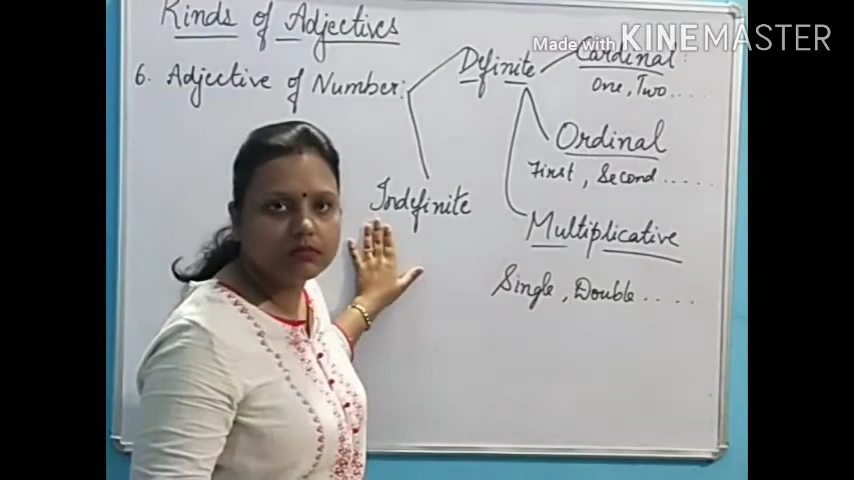 Kinds of Adjectives
Made with KINEMASTER
6. Adjective of Number:
Definite
Cardinal
One, Two .....
Ordinal
First, Second .....
Indefinite
Multiplicative
Single, Double ....